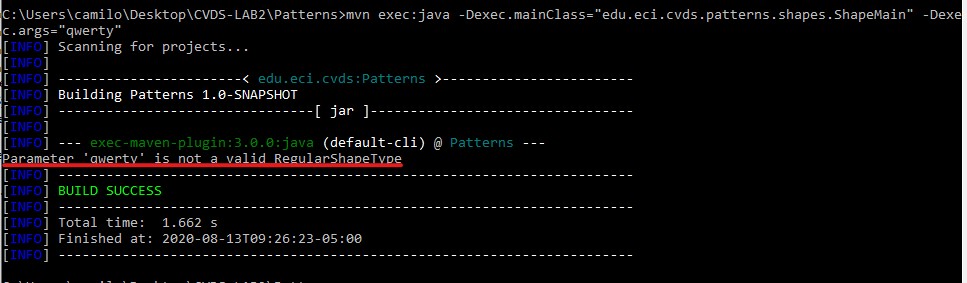 C:\Users\camilo\Desktop\CVDS-LAB2\Patterns>mvn exec:java -Dexec.mainClass="edu.eci.cvds.patterns.shapes.ShapeMain" -Dexe
c.args="qwerty"
[INFO] Scanning for projects...
[INFO]
[INFO] ----------------------< edu.eci.cvds:Patterns >-----------------------
[INFO] Building Patterns 1.0-SNAPSHOT
[INFO] --------------------------------[ jar ]---------------------------------
[INFO]
[INFO] --- exec-maven-plugin:3.0.0:java (default-cli) @ Patterns ---
Parameter 'qwerty' is not a valid RegularShapeType
[INFO] ------------------------------------------------------------------------
[INFO] BUILD SUCCESS
[INFO] ------------------------------------------------------------------------
[INFO] Total time:  1.662 s
[INFO] Finished at: 2020-08-13T09:26:23-05:00
[INFO] ------------------------------------------------------------------------